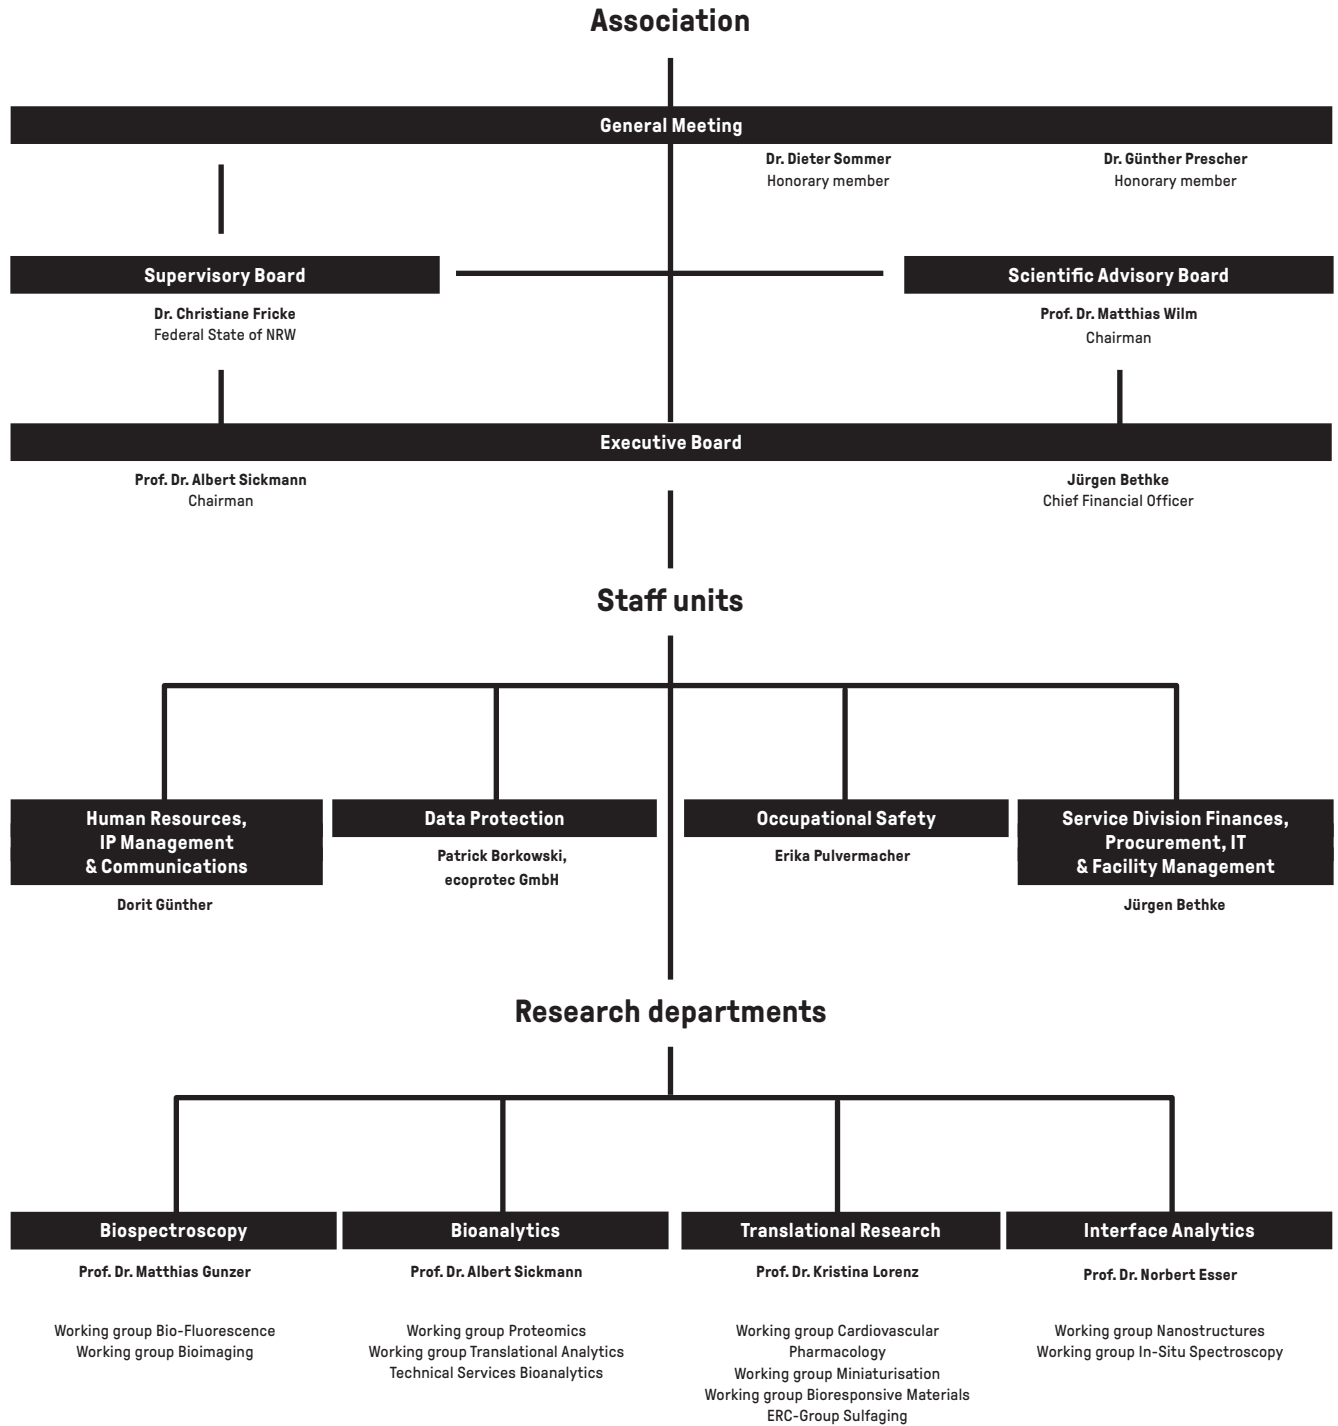 Association
General Meeting
Dr. Dieter Sommer
Honorary member
Dr. Günther Prescher
Honorary member
Supervisory Board
Dr. Christiane Fricke
Federal State of NRW
Scientific Advisory Board
Prof. Dr. Matthias Wilm
Chairman
Executive Board
Prof. Dr. Albert Sickmann
Chairman
Jürgen Bethke
Chief Financial Officer
Staff units
Human Resources,
IP Management
& Communications
Dorit Günther
Data Protection
Patrick Borkowski,
ecoprotec GmbH
Occupational Safety
Erika Pulvermacher
Service Division Finances,
Procurement, IT
& Facility Management
Jürgen Bethke
Research departments
Biospectroscopy
Prof. Dr. Matthias Gunzer
Working group Bio-Fluorescence
Working group Bioimaging
Bioanalytics
Prof. Dr. Albert Sickmann
Working group Proteomics
Working group Translational Analytics
Technical Services Bioanalytics
Translational Research
Prof. Dr. Kristina Lorenz
Working group Cardiovascular
Pharmacology
Working group Miniaturisation
Working group Bioresponsive Materials
ERC-Group Sulfaging
Interface Analytics
Prof. Dr. Norbert Esser
Working group Nanostructures
Working group In-Situ Spectroscopy